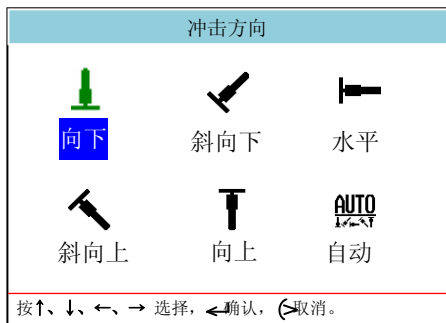 冲击方向
向下 斜向下 水平
AUTO
斜向上 向上 自动
按↑、↓、←、→ 选择, 确认, 取消。